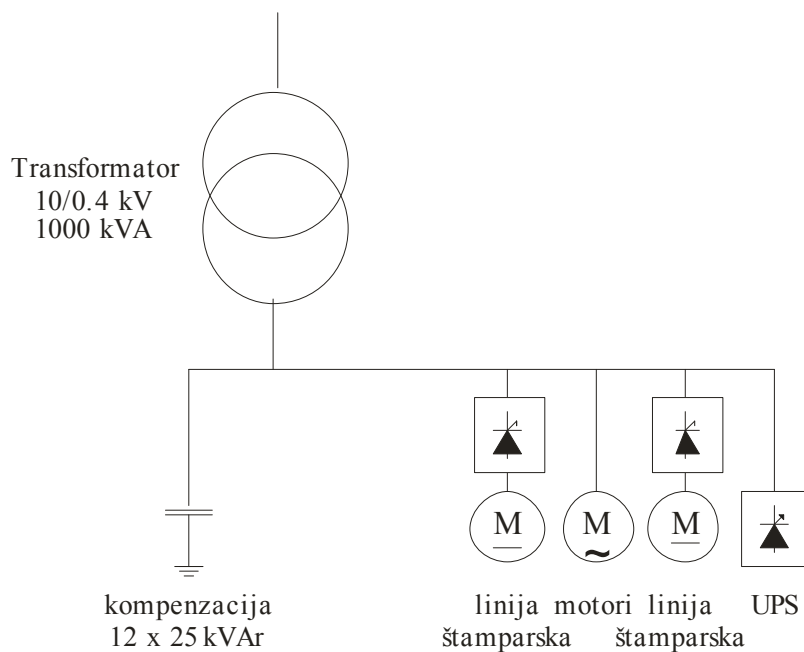 Transformator
10/0.4 kV
1000 kVA
M
M
~
M
kompenzacija
12 x 25 kVAr
linija
štamparska
motori
linija
štamparska
UPS